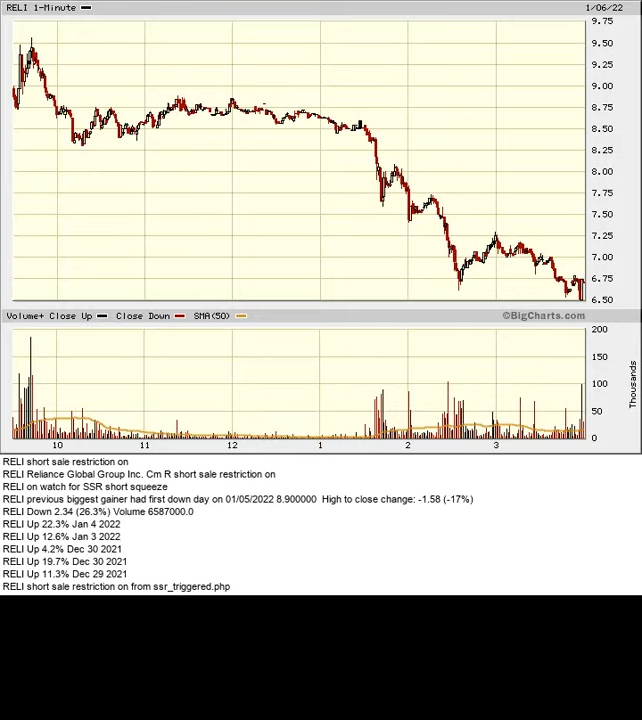 RELI 1-Minute 1/06/22
9.75
9.50
9.25
9.00
8.75
8.50
8.25
8.00
7.75
7.50
7.25
7.00
6.75
6.50
Volume+ Close Up Close Down SMA(50) ©BigCharts.com
200
150
100
50
0
Thousands
10 11 12 1 2 3
RELI short sale restriction on
RELI Reliance Global Group Inc. Cm R short sale restriction on
RELI on watch for SSR short squeeze
RELI previous biggest gainer had first down day on 01/05/2022 8.900000 High to close change: -1.58 (-17%)
RELI Down 2.34 (26.3%) Volume 6587000.0
RELI Up 22.3% Jan 4 2022
RELI Up 12.6% Jan 3 2022
RELI Up 4.2% Dec 30 2021
RELI Up 19.7% Dec 30 2021
RELI Up 11.3% Dec 29 2021
RELI short sale restriction on from ssr_triggered.php